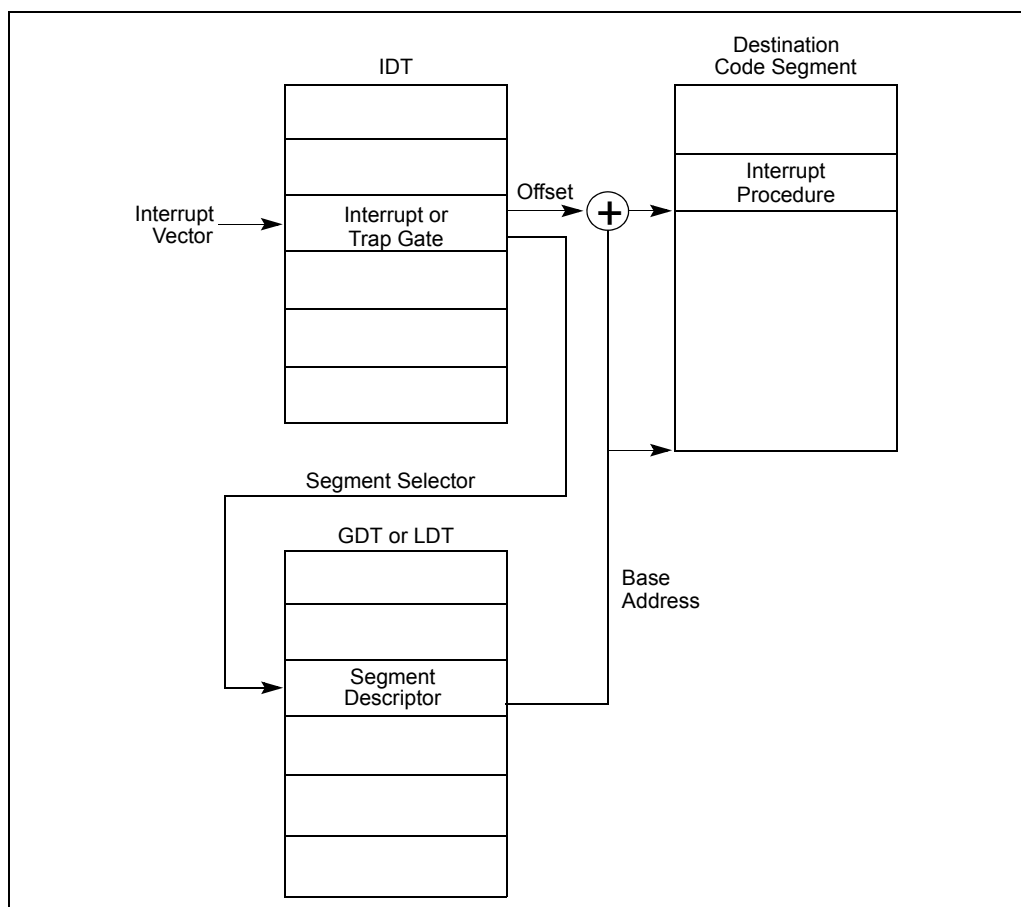 Destination
Code Segment
IDT
Interrupt
Procedure
Offset
+
Interrupt
Vector
Interrupt or
Trap Gate
Segment Selector
GDT or LDT
Base
Address
Segment
Descriptor